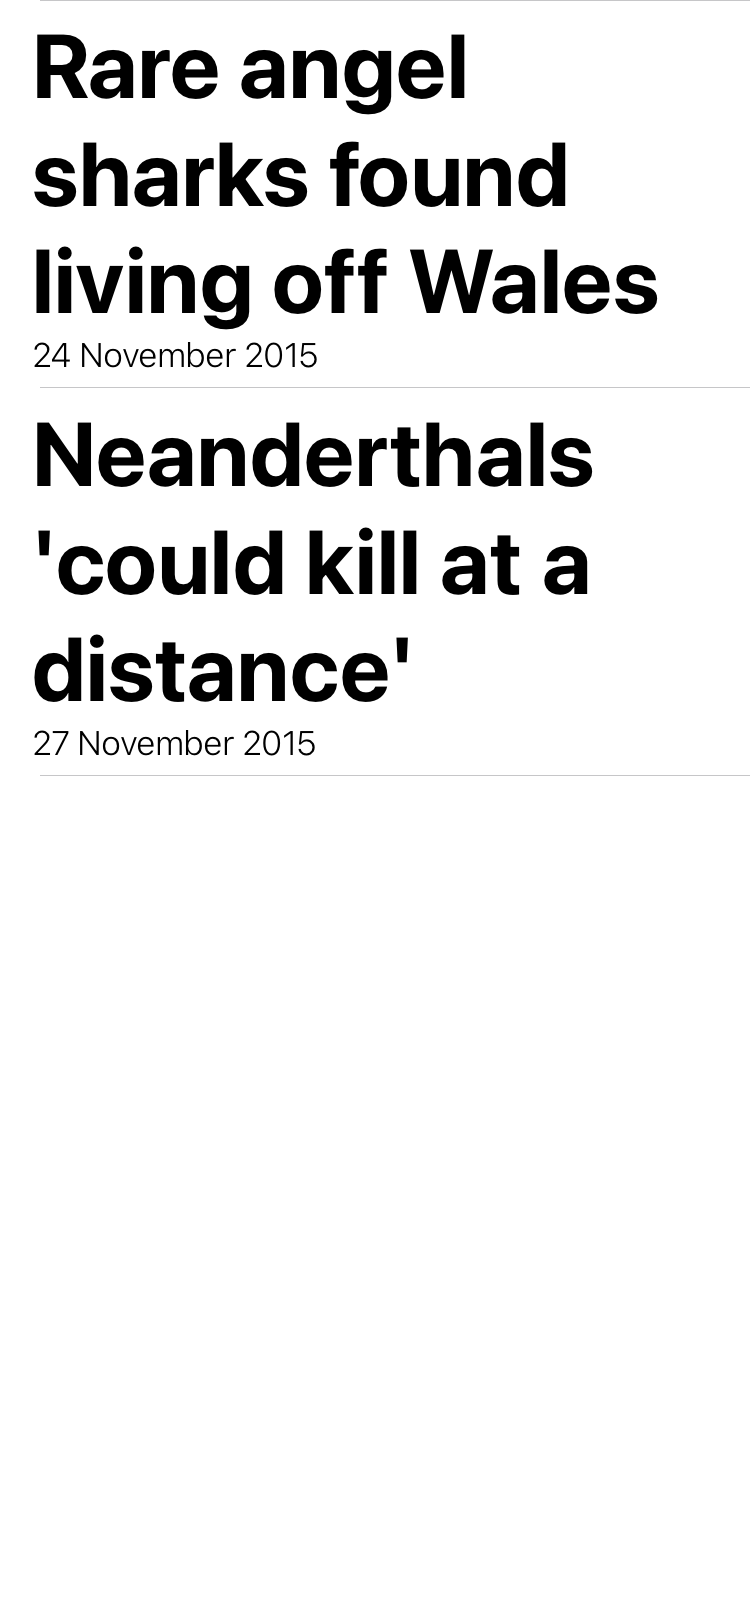 Rare angel
sharks found
living off Wales
24 November 2015
Neanderthals
'could kill at a
distance'
27 November 2015